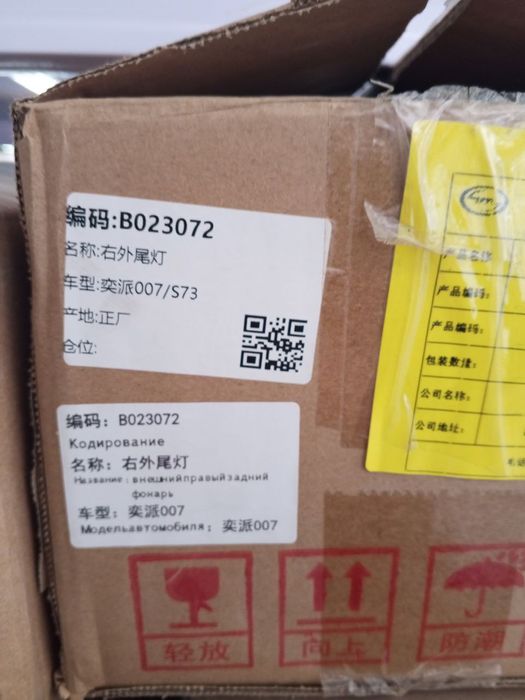 编码:B023072
名称:右外尾灯
车型:奕派007/S73
产地:正厂
仓位:
编码: B023072
Кодирование
名称: 右外尾灯
Название: внешнийправыйзадний
фонарь
车型: 奕派007
Модельавтомобиля: 奕派007
产品名称
产品编码:
产品编码:
包装数量:
公司名称:
公司地址:
轻放
向上
防潮